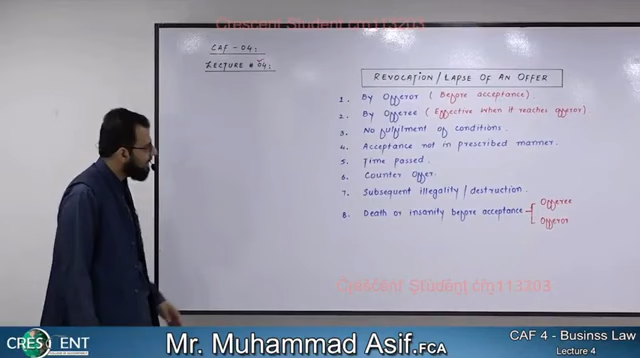 Crescent Student cm113203
CAF - 04:
LECTURE # 04:
REVOCATION / LAPSE OF AN OFFER
1. By Offeror (Before acceptance)
2. By Offeree (Effective when it reaches offeror)
3. No fulfilment of conditions.
4. Acceptance not in prescribed manner.
5. Time passed.
6. Counter Offer.
7. Subsequent illegality / destruction.
8. Death or insanity before acceptance
Offeree
Offeror
Crescent Student cm113203
CRESCENT
Mr. Muhammad Asif.FCA
CAF 4 - Businss Law
Lecture 4